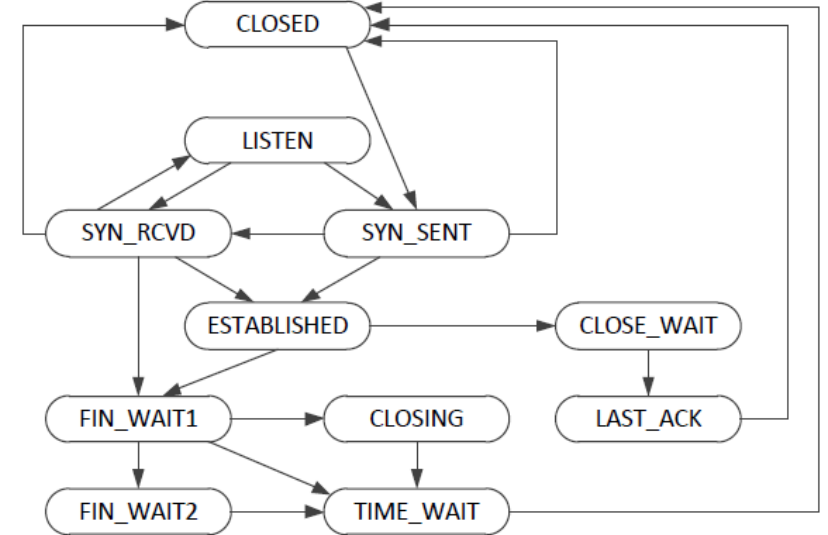 CLOSED
LISTEN
SYN_RCVD
SYN_SENT
ESTABLISHED
CLOSE_WAIT
FIN_WAIT1
CLOSING
LAST_ACK
FIN_WAIT2
TIME_WAIT